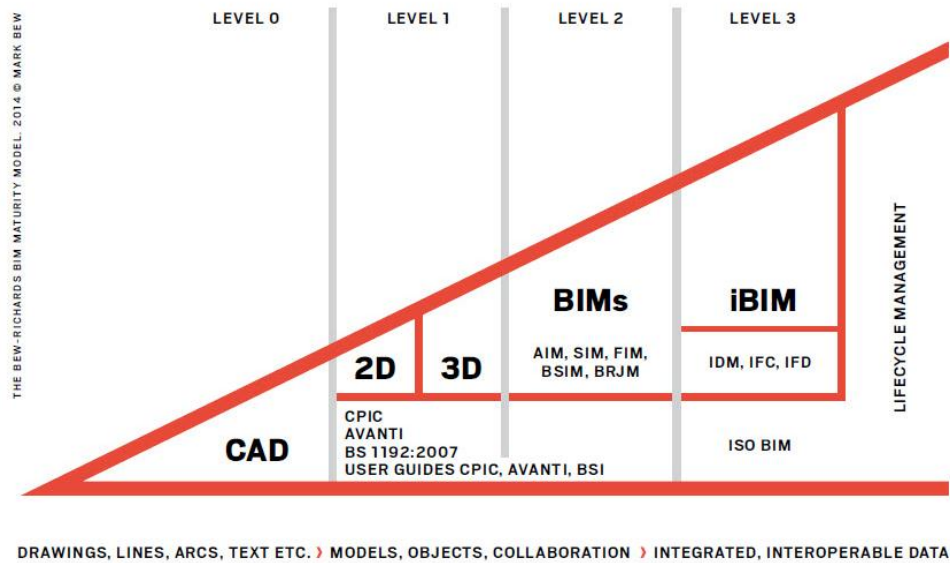 LEVEL 0
LEVEL 1
LEVEL 2
LEVEL 3
THE BEW-RICHARDS BIM MATURITY MODEL. 2014 © MARK BEW
BIMs
iBIM
2D
3D
AIM, SIM, FIM,
BSIM, BRJM
IDM, IFC, IFD
LIFECYCLE MANAGEMENT
CAD
CPIC
AVANTI
BS 1192:2007
USER GUIDES CPIC, AVANTI, BSI
ISO BIM
DRAWINGS, LINES, ARCS, TEXT ETC. › MODELS, OBJECTS, COLLABORATION › INTEGRATED, INTEROPERABLE DATA